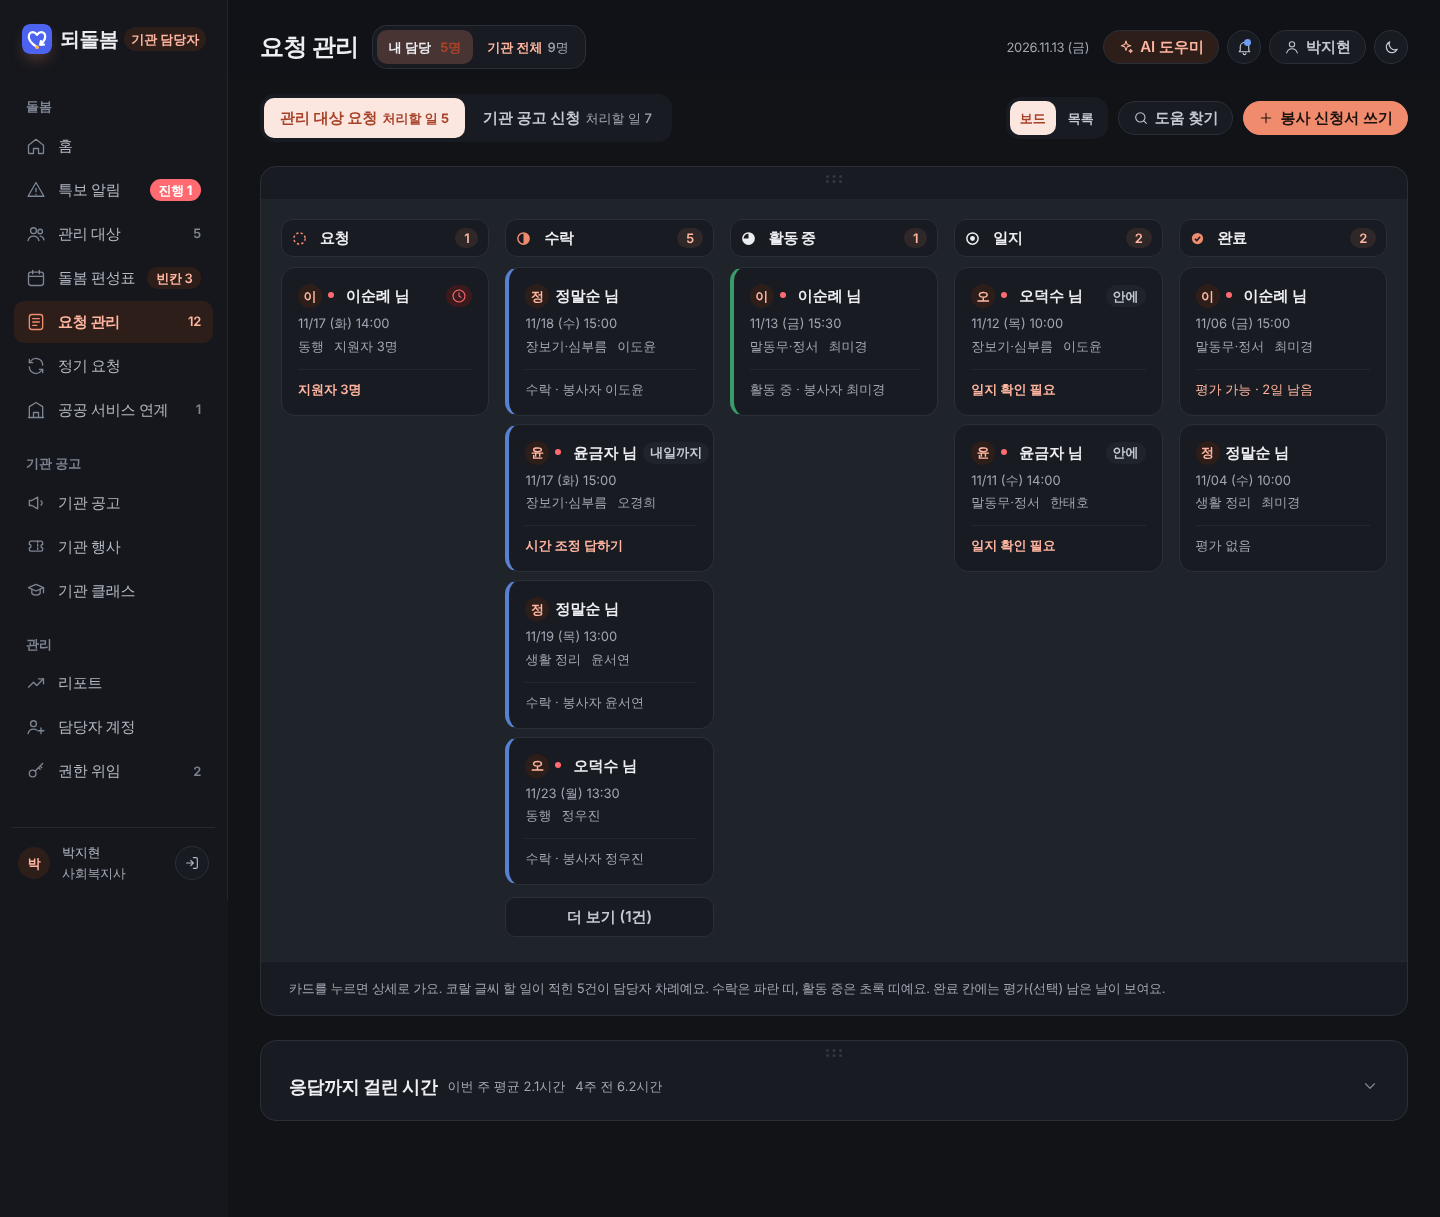 되돌봄 기관 담당자
돌봄
홈
특보 알림 진행 1
관리 대상 5
돌봄 편성표 빈칸 3
요청 관리 12
정기 요청
공공 서비스 연계 1
기관 공고
기관 공고
기관 행사
기관 클래스
관리
리포트
담당자 계정
권한 위임 2
박 박지현
사회복지사
요청 관리 내 담당 5명 기관 전체 9명
2026.11.13 (금) AI 도우미 박지현
관리 대상 요청 처리할 일 5 기관 공고 신청 처리할 일 7
보드 목록 도움 찾기 봉사 신청서 쓰기
요청 1
이 이순례 님
11/17 (화) 14:00
동행 지원자 3명
지원자 3명
수락 5
정 정말순 님
11/18 (수) 15:00
장보기·심부름 이도윤
수락 · 봉사자 이도윤
윤 윤금자 님 내일까지
11/17 (화) 15:00
장보기·심부름 오경희
시간 조정 답하기
정 정말순 님
11/19 (목) 13:00
생활 정리 윤서연
수락 · 봉사자 윤서연
오 오덕수 님
11/23 (월) 13:30
동행 정우진
수락 · 봉사자 정우진
더 보기 (1건)
활동 중 1
이 이순례 님
11/13 (금) 15:30
말동무·정서 최미경
활동 중 · 봉사자 최미경
일지 2
오 오덕수 님 안에
11/12 (목) 10:00
장보기·심부름 이도윤
일지 확인 필요
윤 윤금자 님 안에
11/11 (수) 14:00
말동무·정서 한태호
일지 확인 필요
완료 2
이 이순례 님
11/06 (금) 15:00
말동무·정서 최미경
평가 가능 · 2일 남음
정 정말순 님
11/04 (수) 10:00
생활 정리 최미경
평가 없음
카드를 누르면 상세로 가요. 코랄 글씨 할 일이 적힌 5건이 담당자 차례예요. 수락은 파란 띠, 활동 중은 초록 띠예요. 완료 칸에는 평가(선택) 남은 날이 보여요.
응답까지 걸린 시간 이번 주 평균 2.1시간 4주 전 6.2시간